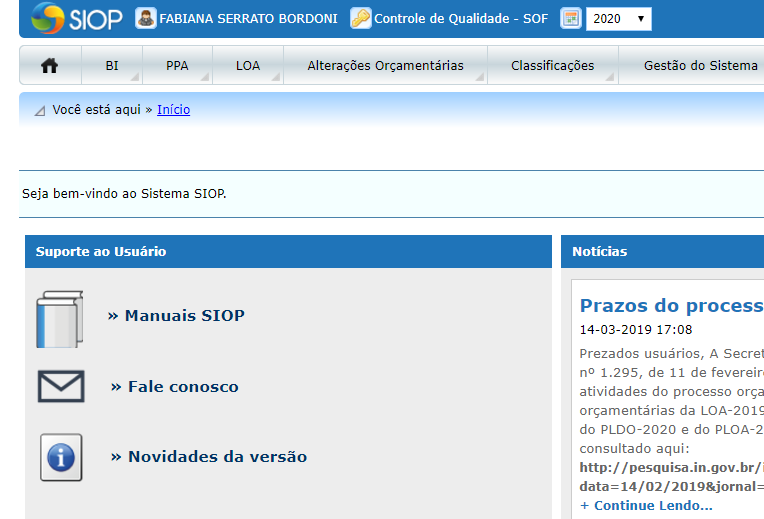 SIOP FABIANA SERRATO BORDONI Controle de Qualidade - SOF 2020
BI PPA LOA Alterações Orçamentárias Classificações Gestão do Sistema
Você está aqui » Início
Seja bem-vindo ao Sistema SIOP.
Suporte ao Usuário
» Manuais SIOP
» Fale conosco
» Novidades da versão
Notícias
Prazos do process
14-03-2019 17:08
Prezados usuários, A Secret
nº 1.295, de 11 de fevereir
atividades do processo orça
orçamentárias da LOA-2019
do PLDO-2020 e do PLOA-2
consultado aqui:
http://pesquisa.in.gov.br/i
data=14/02/2019&jornal=
+ Continue Lendo...